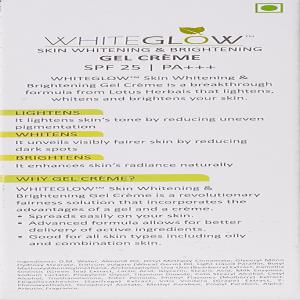 WHITEGLOW™
SKIN WHITENING & BRIGHTENING
GEL CRÈME
SPF 25 | PA+++
WHITEGLOW™ Skin Whitening &
Brightening Gel Crème is a breakthrough
formula from Lotus Herbals that lightens,
whitens and brightens your skin.
LIGHTENS
It lightens skin's tone by reducing uneven
pigmentation
WHITENS
It unveils visibly fairer skin by reducing
dark spots
BRIGHTENS
It enhances skin's radiance naturally
WHY GEL CRÈME?
WHITEGLOW™ Skin Whitening &
Brightening Gel Crème is a revolutionary
fairness solution that incorporates the
advantages of a gel and a crème.
• Spreads easily on your skin.
• Advanced formula allows for better
delivery of active ingredients.
• Good for all skin types including oily
and combination skin.